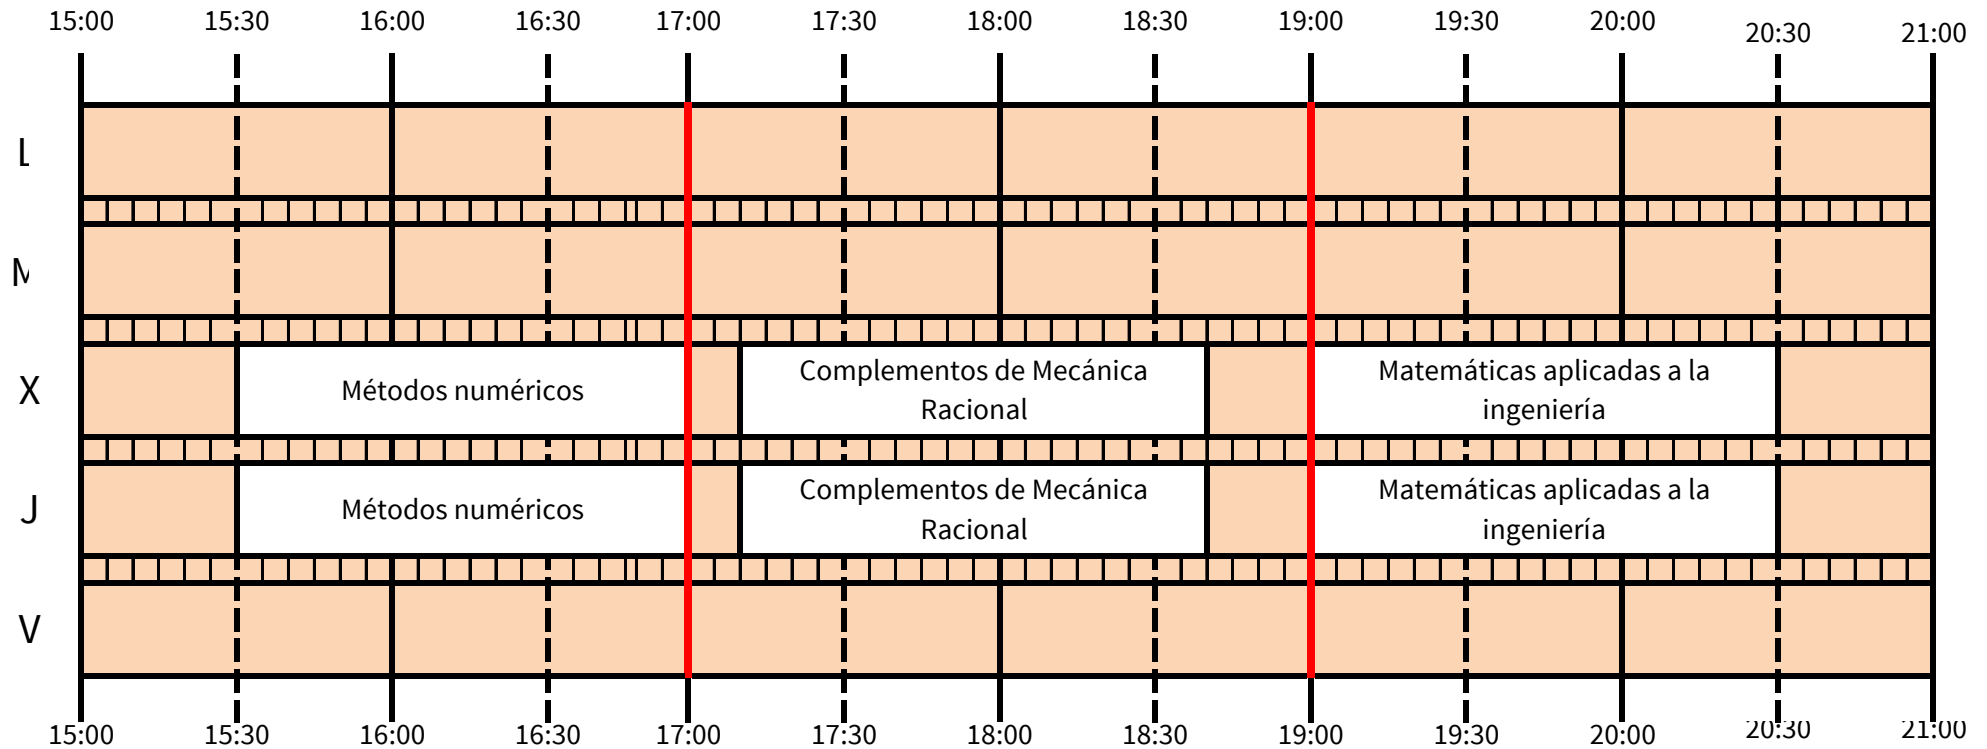 15:00 15:30 16:00 16:30 17:00 17:30 18:00 18:30 19:00 19:30 20:00 20:30 21:00
L
M
X
Métodos numéricos
Complementos de Mecánica
Racional
Matemáticas aplicadas a la
ingeniería
J
Métodos numéricos
Complementos de Mecánica
Racional
Matemáticas aplicadas a la
ingeniería
V
15:00 15:30 16:00 16:30 17:00 17:30 18:00 18:30 19:00 19:30 20:00 20:30 21:00